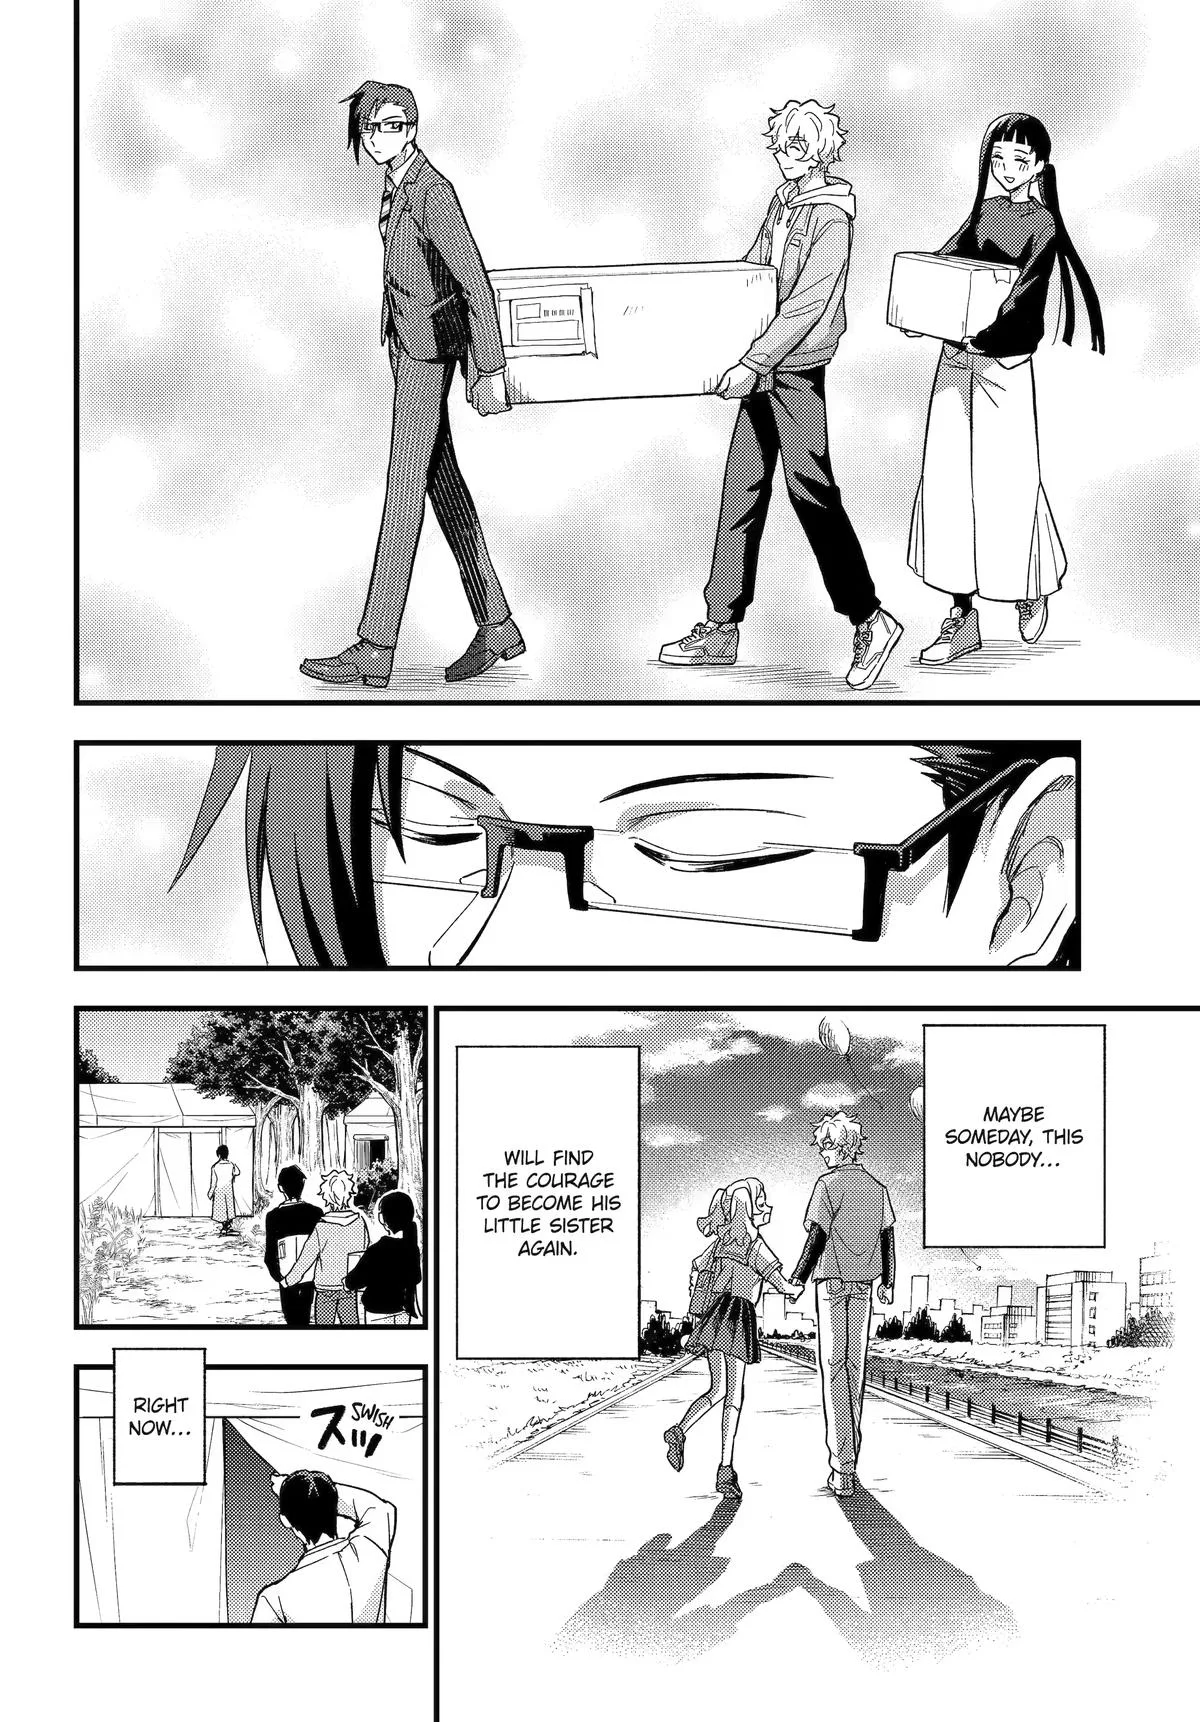 MAYBE
SOMEDAY, THIS
NOBODY...
WILL FIND
THE COURAGE
TO BECOME HIS
LITTLE SISTER
AGAIN.
RIGHT
NOW...
スッ
SWISH